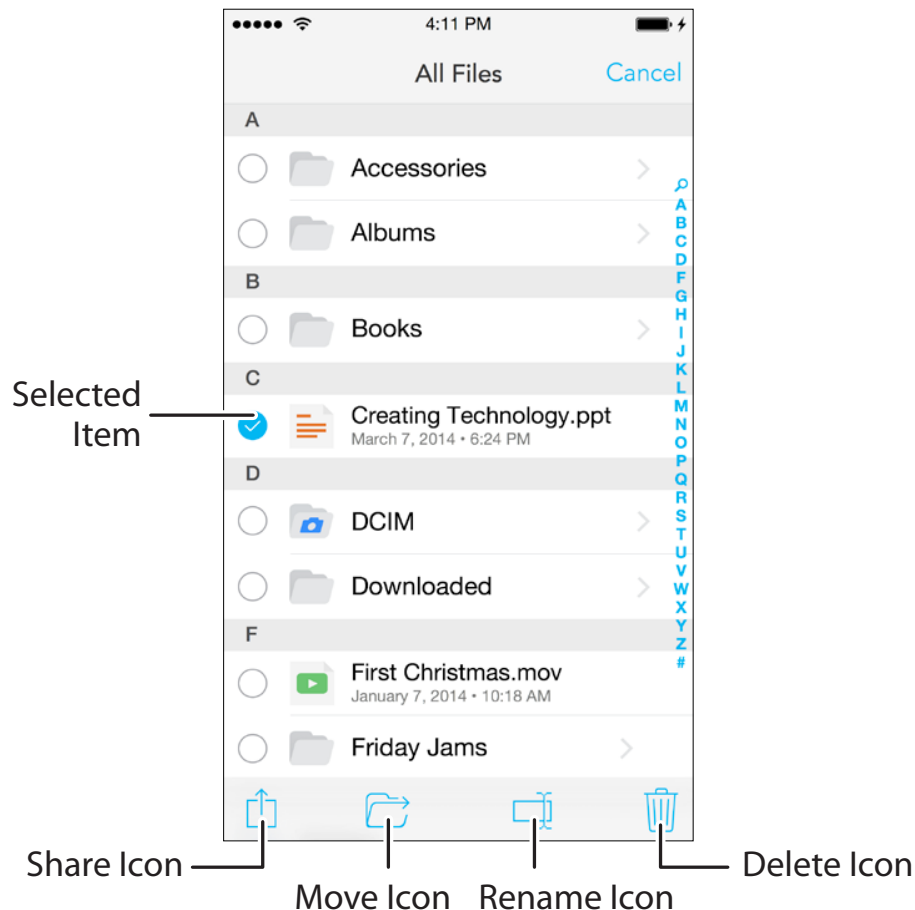 4:11 PM
All Files
Cancel
A
Accessories
Albums
B
Books
C
Selected
Item
Creating Technology.ppt
March 7, 2014 • 6:24 PM
D
DCIM
Downloaded
F
First Christmas.mov
January 7, 2014 • 10:18 AM
Friday Jams
A
B
C
D
F
G
H
I
J
K
L
M
N
O
P
Q
R
S
T
U
V
W
X
Y
Z
#
Share Icon
Move Icon
Rename Icon
Delete Icon